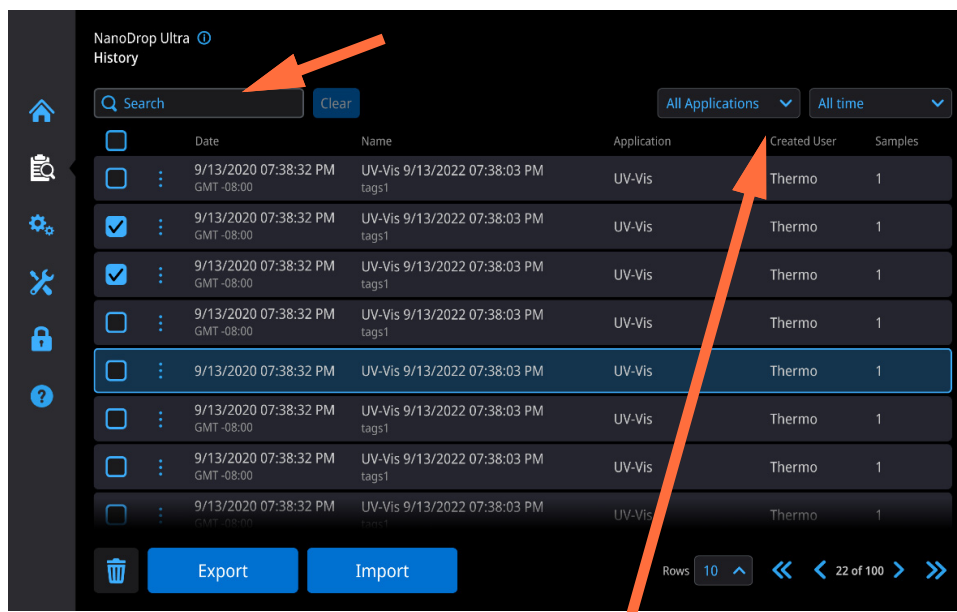 NanoDrop Ultra
History
Search
Clear
All Applications
All time
Date Name Application Created User Samples
9/13/2020 07:38:32 PM UV-Vis 9/13/2022 07:38:03 PM UV-Vis Thermo 1
GMT -08:00 tags1
9/13/2020 07:38:32 PM UV-Vis 9/13/2022 07:38:03 PM UV-Vis Thermo 1
GMT -08:00 tags1
9/13/2020 07:38:32 PM UV-Vis 9/13/2022 07:38:03 PM UV-Vis Thermo 1
GMT -08:00 tags1
9/13/2020 07:38:32 PM UV-Vis 9/13/2022 07:38:03 PM UV-Vis Thermo 1
GMT -08:00 tags1
9/13/2020 07:38:32 PM UV-Vis 9/13/2022 07:38:03 PM UV-Vis Thermo 1
9/13/2020 07:38:32 PM UV-Vis 9/13/2022 07:38:03 PM UV-Vis Thermo 1
GMT -08:00 tags1
9/13/2020 07:38:32 PM UV-Vis 9/13/2022 07:38:03 PM UV-Vis Thermo 1
GMT -08:00 tags1
9/13/2020 07:38:32 PM UV-Vis 9/13/2022 07:38:03 PM UV-Vis Thermo 1
GMT -08:00 tags1
Export Import Rows 10 22 of 100